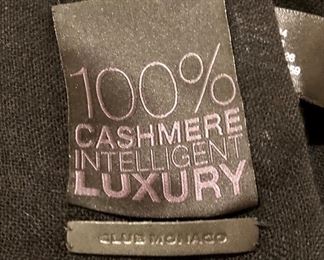 100%
CASHMERE
INTELLIGENT
LUXURY
CLUB MONACO